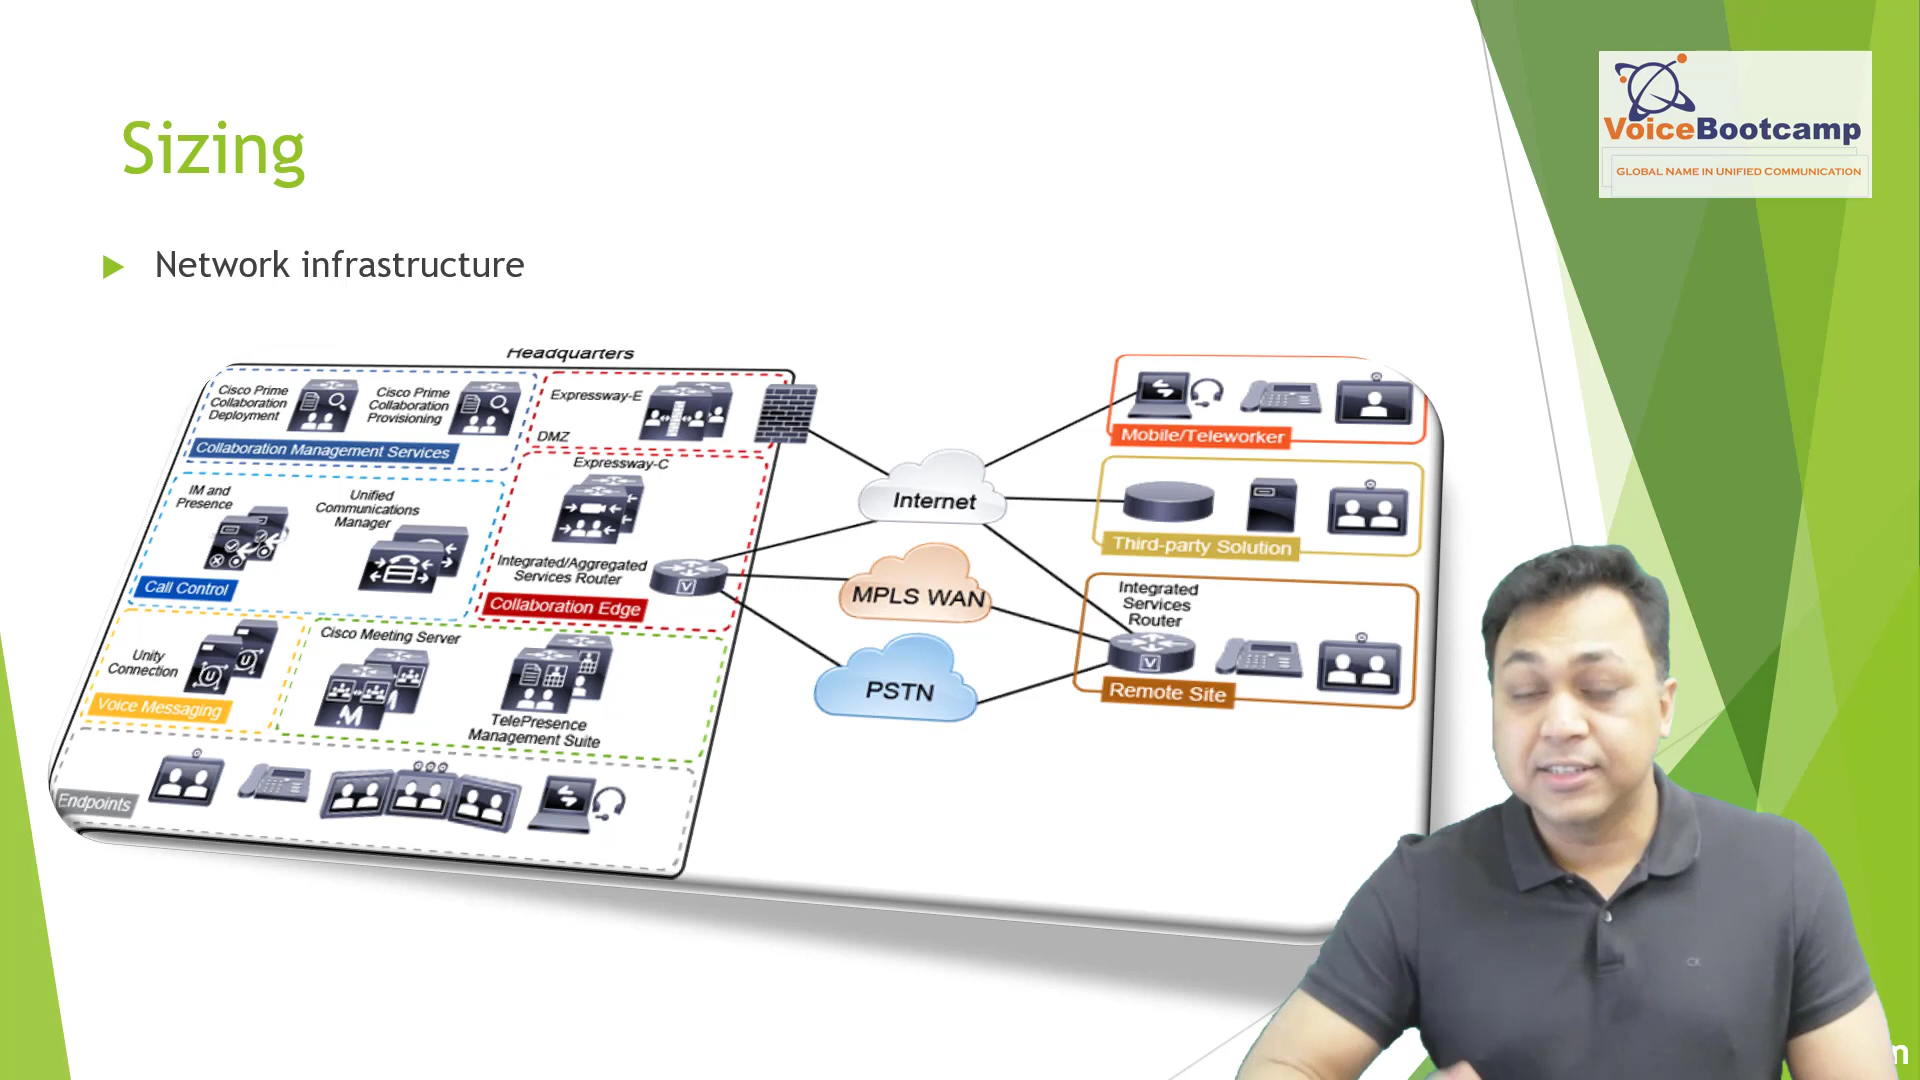 Sizing
VoiceBootcamp
GLOBAL NAME IN UNIFIED COMMUNICATION
Network infrastructure
Headquarters
Cisco Prime
Collaboration
Deployment
Cisco Prime
Collaboration
Provisioning
Collaboration Management Services
Expressway-E
DMZ
Expressway-C
Integrated/Aggregated
Services Router
Collaboration Edge
IM and
Presence
Unified
Communications
Manager
Call Control
Unity
Connection
Voice Messaging
Cisco Meeting Server
TelePresence
Management Suite
Endpoints
Internet
MPLS WAN
PSTN
Mobile/Teleworker
Third-party Solution
Integrated
Services
Router
Remote Site
V
V
U
U
M
CK